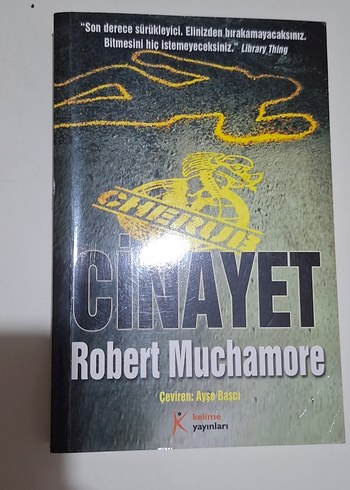 “Son derece sürükleyici. Elinizden bırakamayacaksınız.
Bitmesini hiç istemeyeceksiniz.” Library Thing
CHERUB
CİNAYET
Robert Muchamore
Çeviren: Ayşe Başcı
kelime
yayınları